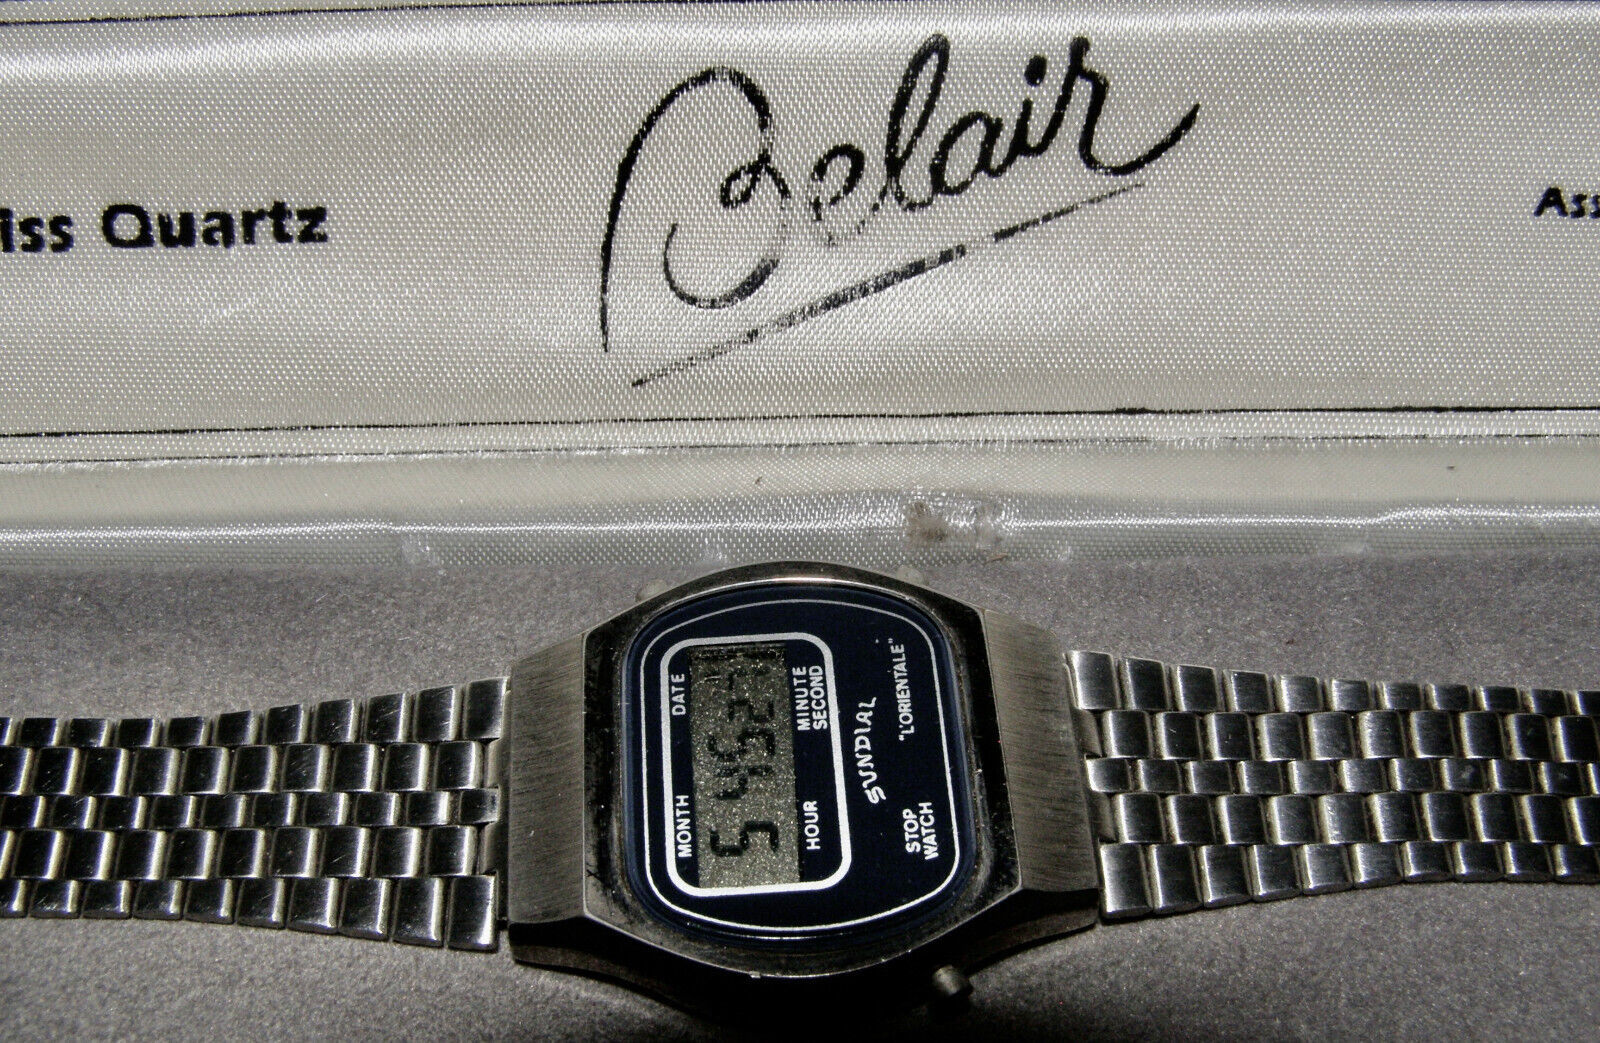 iss Quartz
Belair
Ass
MONTH DATE
HOUR MINUTE
SECOND
SUNDIAL
"L'ORIENTALE"
STOP
WATCH